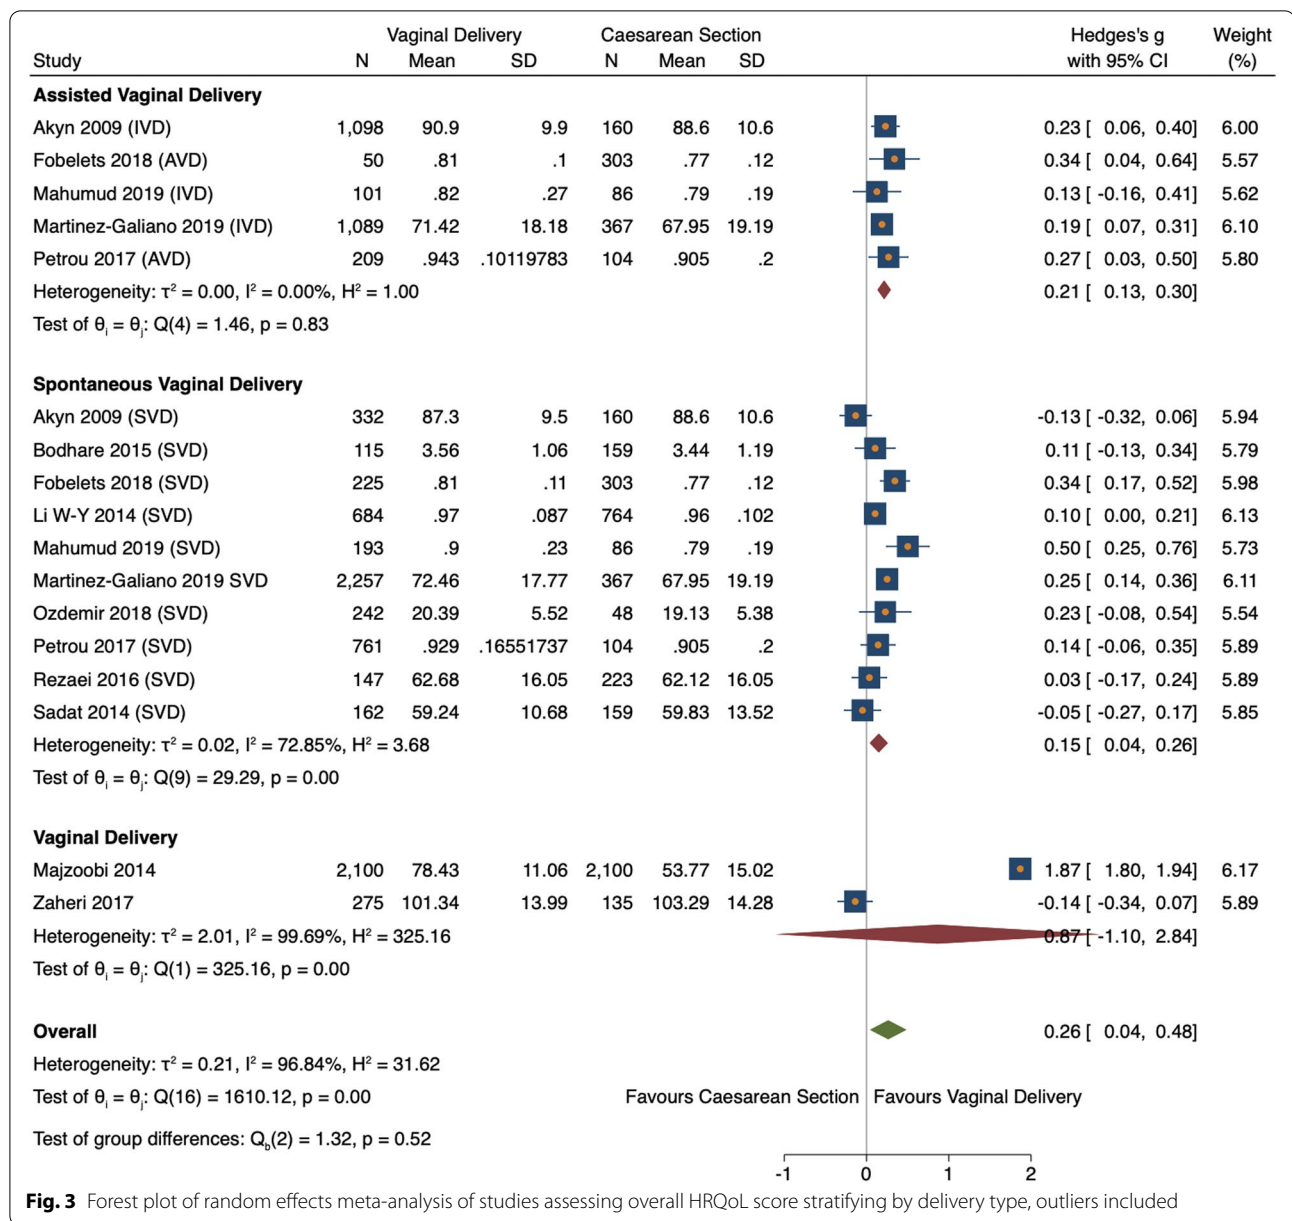 Vaginal Delivery Caesarean Section Hedges's g Weight
Study N Mean SD N Mean SD with 95% CI (%)
Assisted Vaginal Delivery
Akyn 2009 (IVD) 1,098 90.9 9.9 160 88.6 10.6 0.23 [ 0.06, 0.40] 6.00
Fobelets 2018 (AVD) 50 .81 .1 303 .77 .12 0.34 [ 0.04, 0.64] 5.57
Mahumud 2019 (IVD) 101 .82 .27 86 .79 .19 0.13 [ -0.16, 0.41] 5.62
Martinez-Galiano 2019 (IVD) 1,089 71.42 18.18 367 67.95 19.19 0.19 [ 0.07, 0.31] 6.10
Petrou 2017 (AVD) 209 .943 .10119783 104 .905 .2 0.27 [ 0.03, 0.50] 5.80
Heterogeneity: τ² = 0.00, I² = 0.00%, H² = 1.00 0.21 [ 0.13, 0.30]
Test of θᵢ = θⱼ: Q(4) = 1.46, p = 0.83
Spontaneous Vaginal Delivery
Akyn 2009 (SVD) 332 87.3 9.5 160 88.6 10.6 -0.13 [ -0.32, 0.06] 5.94
Bodhare 2015 (SVD) 115 3.56 1.06 159 3.44 1.19 0.11 [ -0.13, 0.34] 5.79
Fobelets 2018 (SVD) 225 .81 .11 303 .77 .12 0.34 [ 0.17, 0.52] 5.98
Li W-Y 2014 (SVD) 684 .97 .087 764 .96 .102 0.10 [ 0.00, 0.21] 6.13
Mahumud 2019 (SVD) 193 .9 .23 86 .79 .19 0.50 [ 0.25, 0.76] 5.73
Martinez-Galiano 2019 SVD 2,257 72.46 17.77 367 67.95 19.19 0.25 [ 0.14, 0.36] 6.11
Ozdemir 2018 (SVD) 242 20.39 5.52 48 19.13 5.38 0.23 [ -0.08, 0.54] 5.54
Petrou 2017 (SVD) 761 .929 .16551737 104 .905 .2 0.14 [ -0.06, 0.35] 5.89
Rezaei 2016 (SVD) 147 62.68 16.05 223 62.12 16.05 0.03 [ -0.17, 0.24] 5.89
Sadat 2014 (SVD) 162 59.24 10.68 159 59.83 13.52 -0.05 [ -0.27, 0.17] 5.85
Heterogeneity: τ² = 0.02, I² = 72.85%, H² = 3.68 0.15 [ 0.04, 0.26]
Test of θᵢ = θⱼ: Q(9) = 29.29, p = 0.00
Vaginal Delivery
Majzoobi 2014 2,100 78.43 11.06 2,100 53.77 15.02 1.87 [ 1.80, 1.94] 6.17
Zaheri 2017 275 101.34 13.99 135 103.29 14.28 -0.14 [ -0.34, 0.07] 5.89
Heterogeneity: τ² = 2.01, I² = 99.69%, H² = 325.16 0.87 [ -1.10, 2.84]
Test of θᵢ = θⱼ: Q(1) = 325.16, p = 0.00
Overall 0.26 [ 0.04, 0.48]
Heterogeneity: τ² = 0.21, I² = 96.84%, H² = 31.62
Test of θᵢ = θⱼ: Q(16) = 1610.12, p = 0.00 Favours Caesarean Section Favours Vaginal Delivery
Test of group differences: Q_b(2) = 1.32, p = 0.52
-1 0 1 2
Fig. 3 Forest plot of random effects meta-analysis of studies assessing overall HRQoL score stratifying by delivery type, outliers included